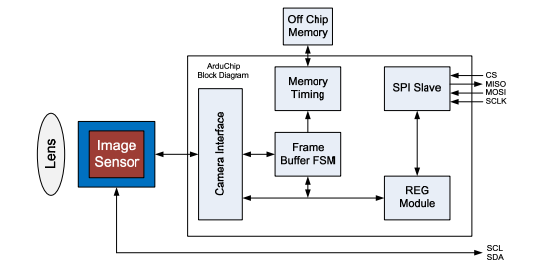 Off Chip
Memory
ArduChip
Block Diagram
Memory
Timing
SPI Slave
CS
MISO
MOSI
SCLK
Lens
Image
Sensor
Camera Interface
Frame
Buffer FSM
REG
Module
SCL
SDA